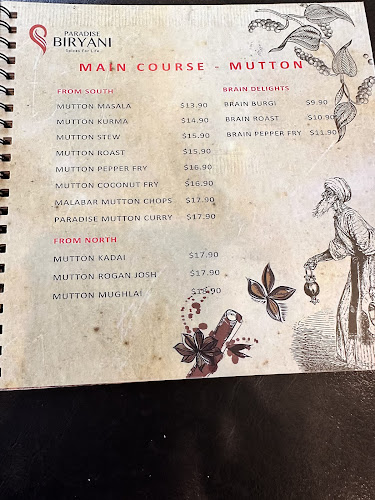 PARADISE
BIRYANI
Spices For Life
MAIN COURSE - MUTTON
FROM SOUTH
MUTTON MASALA $13.90
MUTTON KURMA $14.90
MUTTON STEW $15.90
MUTTON ROAST $15.90
MUTTON PEPPER FRY $16.90
MUTTON COCONUT FRY $16.90
MALABAR MUTTON CHOPS $17.90
PARADISE MUTTON CURRY $17.90
FROM NORTH
MUTTON KADAI $17.90
MUTTON ROGAN JOSH $17.90
MUTTON MUGHLAI
BRAIN DELIGHTS
BRAIN BURGI $9.90
BRAIN ROAST $10.90
BRAIN PEPPER FRY $11.90